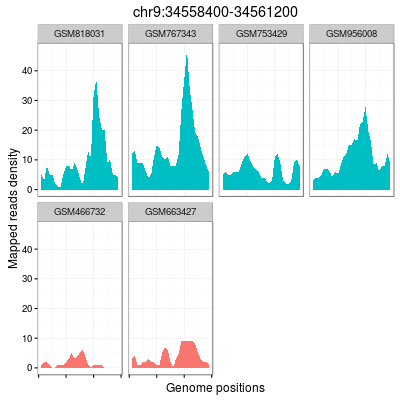 chr9:34558400-34561200
GSM818031 GSM767343 GSM753429 GSM956008
40
30
20
10
0
Mapped reads density
GSM466732 GSM663427
40
30
20
10
0
Genome positions